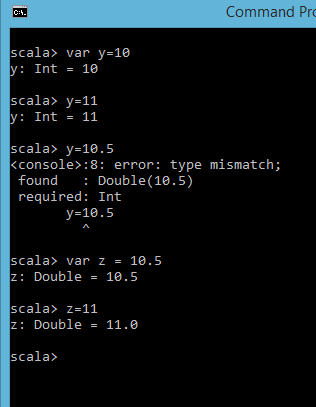 C:\.
Command Pro
scala> var y=10
y: Int = 10
scala> y=11
y: Int = 11
scala> y=10.5
<console>:8: error: type mismatch;
 found   : Double(10.5)
 required: Int
       y=10.5
         ^
scala> var z = 10.5
z: Double = 10.5
scala> z=11
z: Double = 11.0
scala>